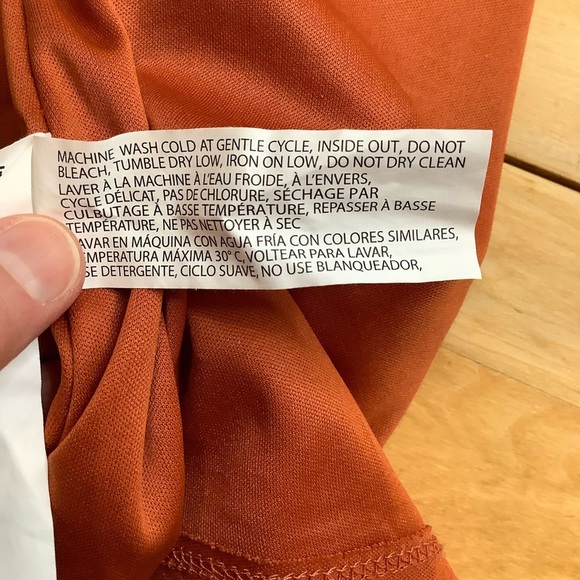 MACHINE WASH COLD AT GENTLE CYCLE, INSIDE OUT, DO NOT
BLEACH, TUMBLE DRY LOW, IRON ON LOW, DO NOT DRY CLEAN
LAVER À LA MACHINE À L'EAU FROIDE, À L'ENVERS,
CYCLE DÉLICAT, PAS DE CHLORURE, SÉCHAGE PAR
CULBUTAGE À BASSE TEMPÉRATURE, REPASSER À BASSE
TEMPÉRATURE, NE PAS NETTOYER À SEC
AVAR EN MÁQUINA CON AGUA FRÍA CON COLORES SIMILARES,
EMPERATURA MÁXIMA 30° C, VOLTEAR PARA LAVAR,
SE DETERGENTE, CICLO SUAVE, NO USE BLANQUEADOR,